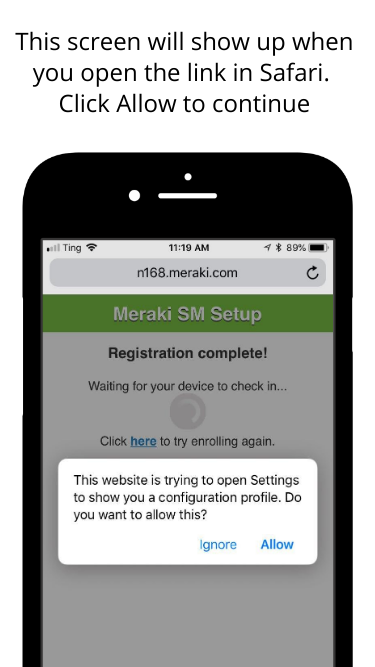 This screen will show up when
you open the link in Safari.
Click Allow to continue
Ting 11:19 AM 89%
n168.meraki.com
Meraki SM Setup
Registration complete!
Waiting for your device to check in...
Click here to try enrolling again.
This website is trying to open Settings
to show you a configuration profile. Do
you want to allow this?
Ignore Allow